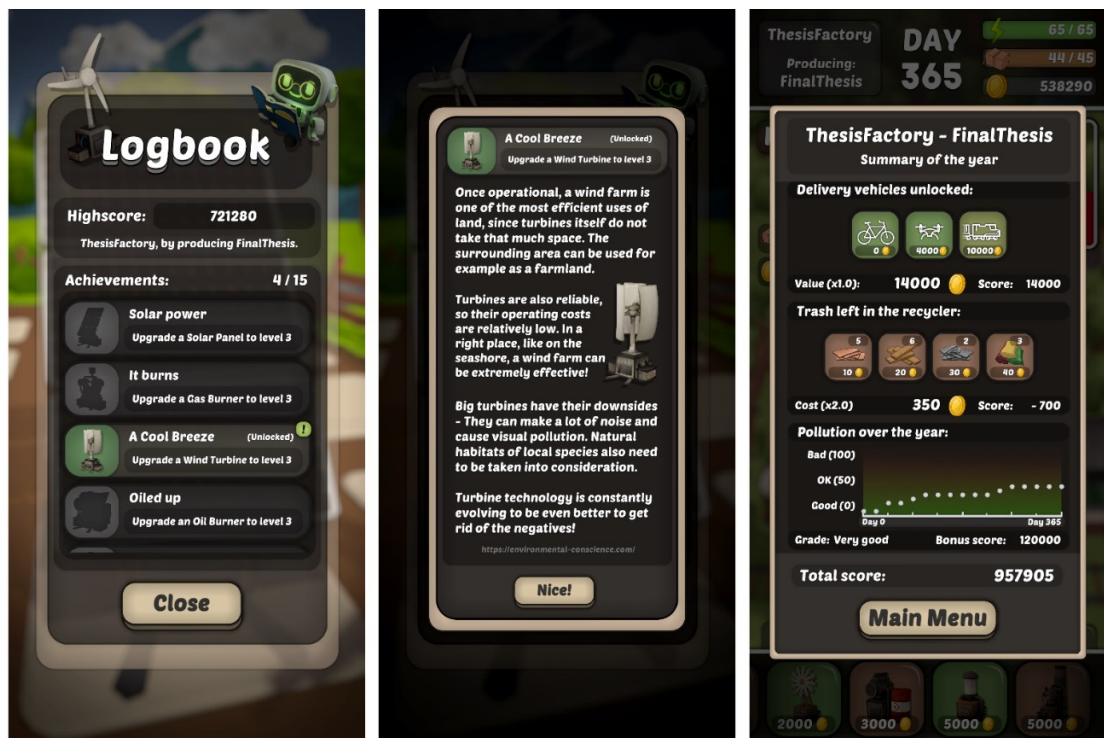 Logbook
Highscore: 721280
ThesisFactory, by producing FinalThesis.
Achievements: 4 / 15
Solar power
Upgrade a Solar Panel to level 3
It burns
Upgrade a Gas Burner to level 3
A Cool Breeze (Unlocked) !
Upgrade a Wind Turbine to level 3
Oiled up
Upgrade an Oil Burner to level 3
Close
A Cool Breeze (Unlocked)
Upgrade a Wind Turbine to level 3
Once operational, a wind farm is
one of the most efficient uses of
land, since turbines itself do not
take that much space. The
surrounding area can be used for
example as a farmland.
Turbines are also reliable,
so their operating costs
are relatively low. In a
right place, like on the
seashore, a wind farm can
be extremely effective!
Big turbines have their downsides
- They can make a lot of noise and
cause visual pollution. Natural
habitats of local species also need
to be taken into consideration.
Turbine technology is constantly
evolving to be even better to get
rid of the negatives!
https://environmental-conscience.com/
Nice!
ThesisFactory
Producing:
FinalThesis
DAY
365
65 / 65
44 / 45
538290
ThesisFactory - FinalThesis
Summary of the year
Delivery vehicles unlocked:
0 4000 10000
Value (x1.0): 14000 Score: 14000
Trash left in the recycler:
5 6 2 3
10 20 30 40
Cost (x2.0) 350 Score: - 700
Pollution over the year:
Bad (100)
OK (50)
Good (0)
Day 0 Day 365
Grade: Very good Bonus score: 120000
Total score: 957905
Main Menu
2000 3000 5000 5000